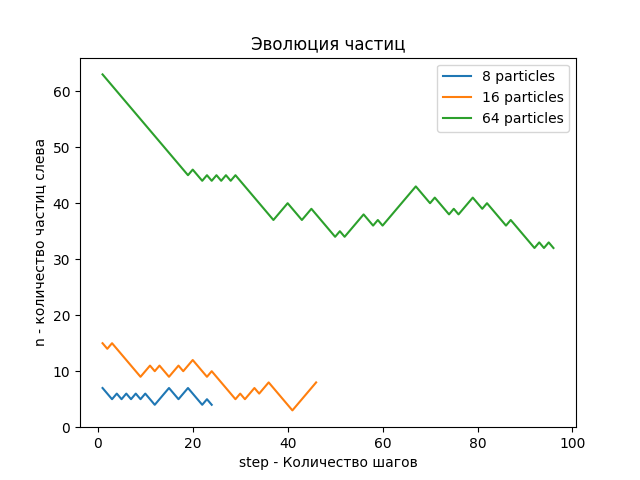 Эволюция частиц
8 particles
16 particles
64 particles
n - количество частиц слева
60
50
40
30
20
10
0
0 20 40 60 80 100
step - Количество шагов